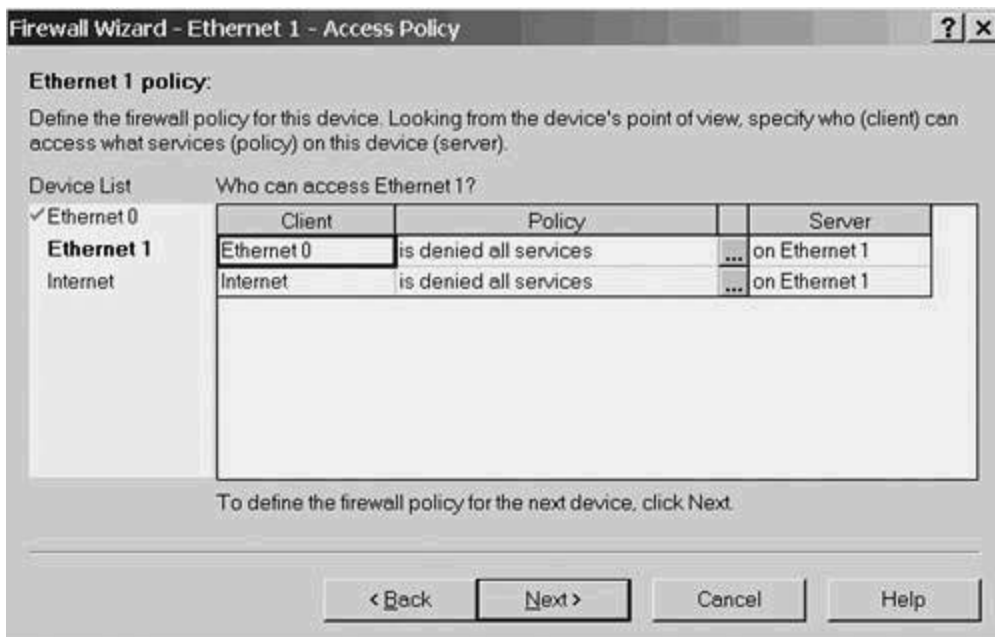 Firewall Wizard - Ethernet 1 - Access Policy
? ×
Ethernet 1 policy:
Define the firewall policy for this device. Looking from the device's point of view, specify who (client) can
access what services (policy) on this device (server).
Device List
Who can access Ethernet 1?
✓Ethernet 0
Ethernet 1
Internet
Client Policy Server
Ethernet 0 is denied all services ... on Ethernet 1
Internet is denied all services ... on Ethernet 1
To define the firewall policy for the next device, click Next.
< Back Next > Cancel Help